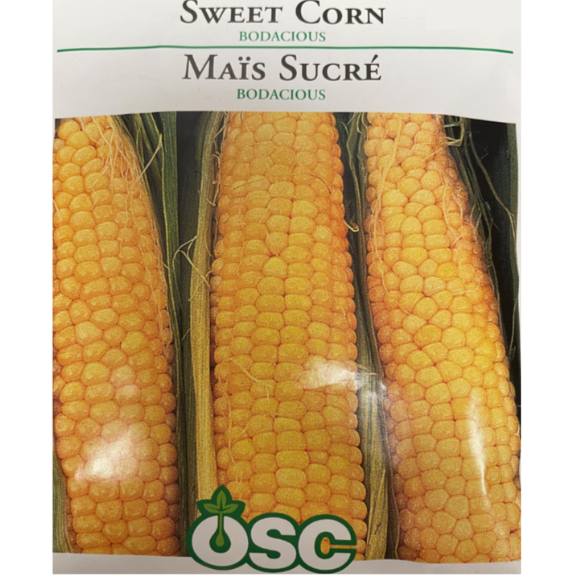 SWEET CORN
BODACIOUS
MAÏS SUCRÉ
BODACIOUS
OSC